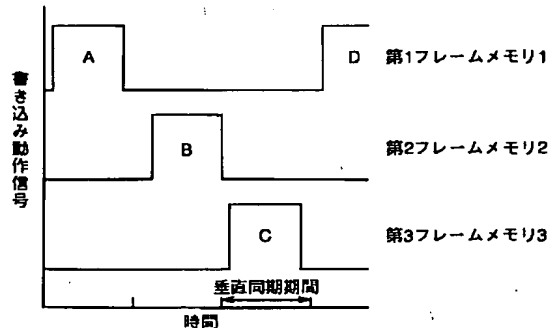 書き込み動作信号
A
D
第1フレームメモリ1
B
第2フレームメモリ2
C
第3フレームメモリ3
垂直同期期間
時間